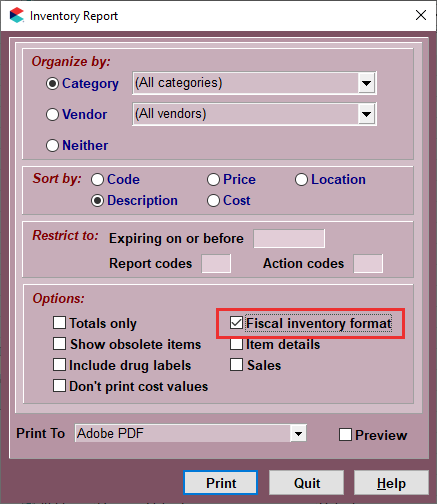 Inventory Report
Organize by:
Category (All categories)
Vendor (All vendors)
Neither
Sort by: Code Price Location
Description Cost
Restrict to: Expiring on or before
Report codes Action codes
Options:
Totals only Fiscal inventory format
Show obsolete items Item details
Include drug labels Sales
Don't print cost values
Print To Adobe PDF Preview
Print Quit Help